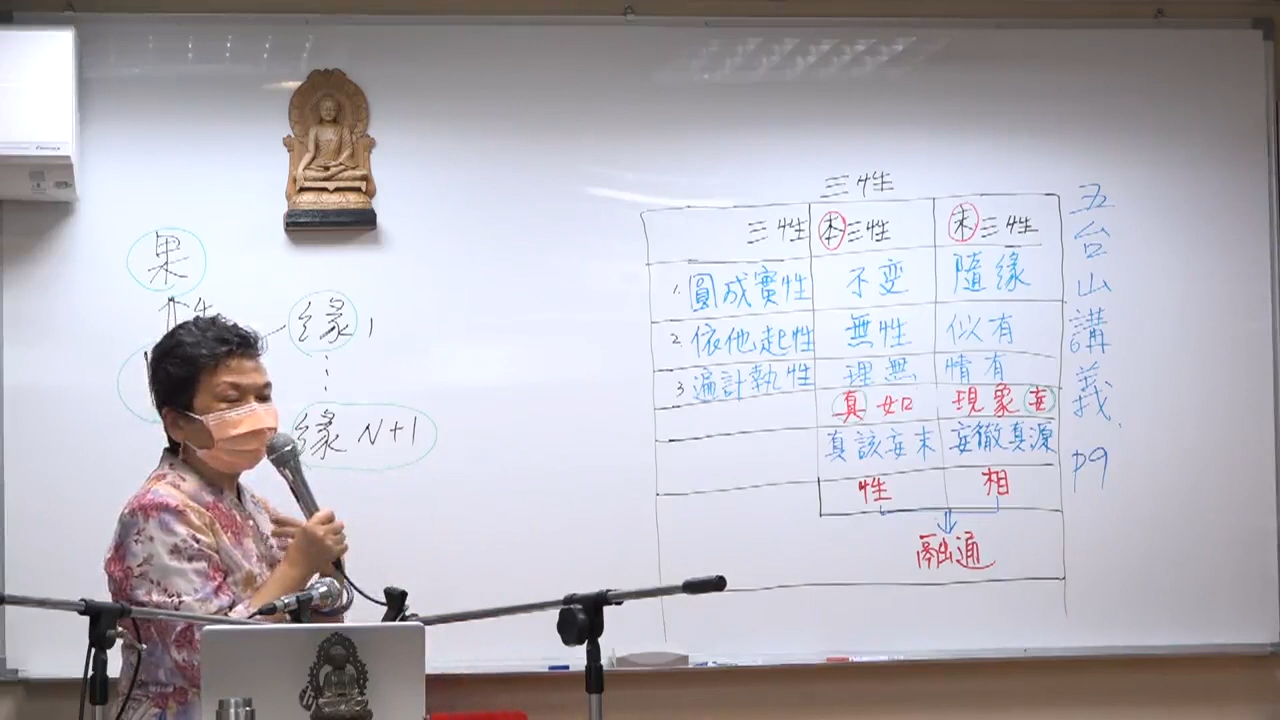 果
性
緣1
緣N+1
三性
三性 本三性 末三性
1. 圓成實性 不変 隨緣
2. 依他起性 無性 似有
3 遍計執性 理無 情有
真如 現象妄
真該妄末 妄徹真源
性 相
融通
五台山講義, p9